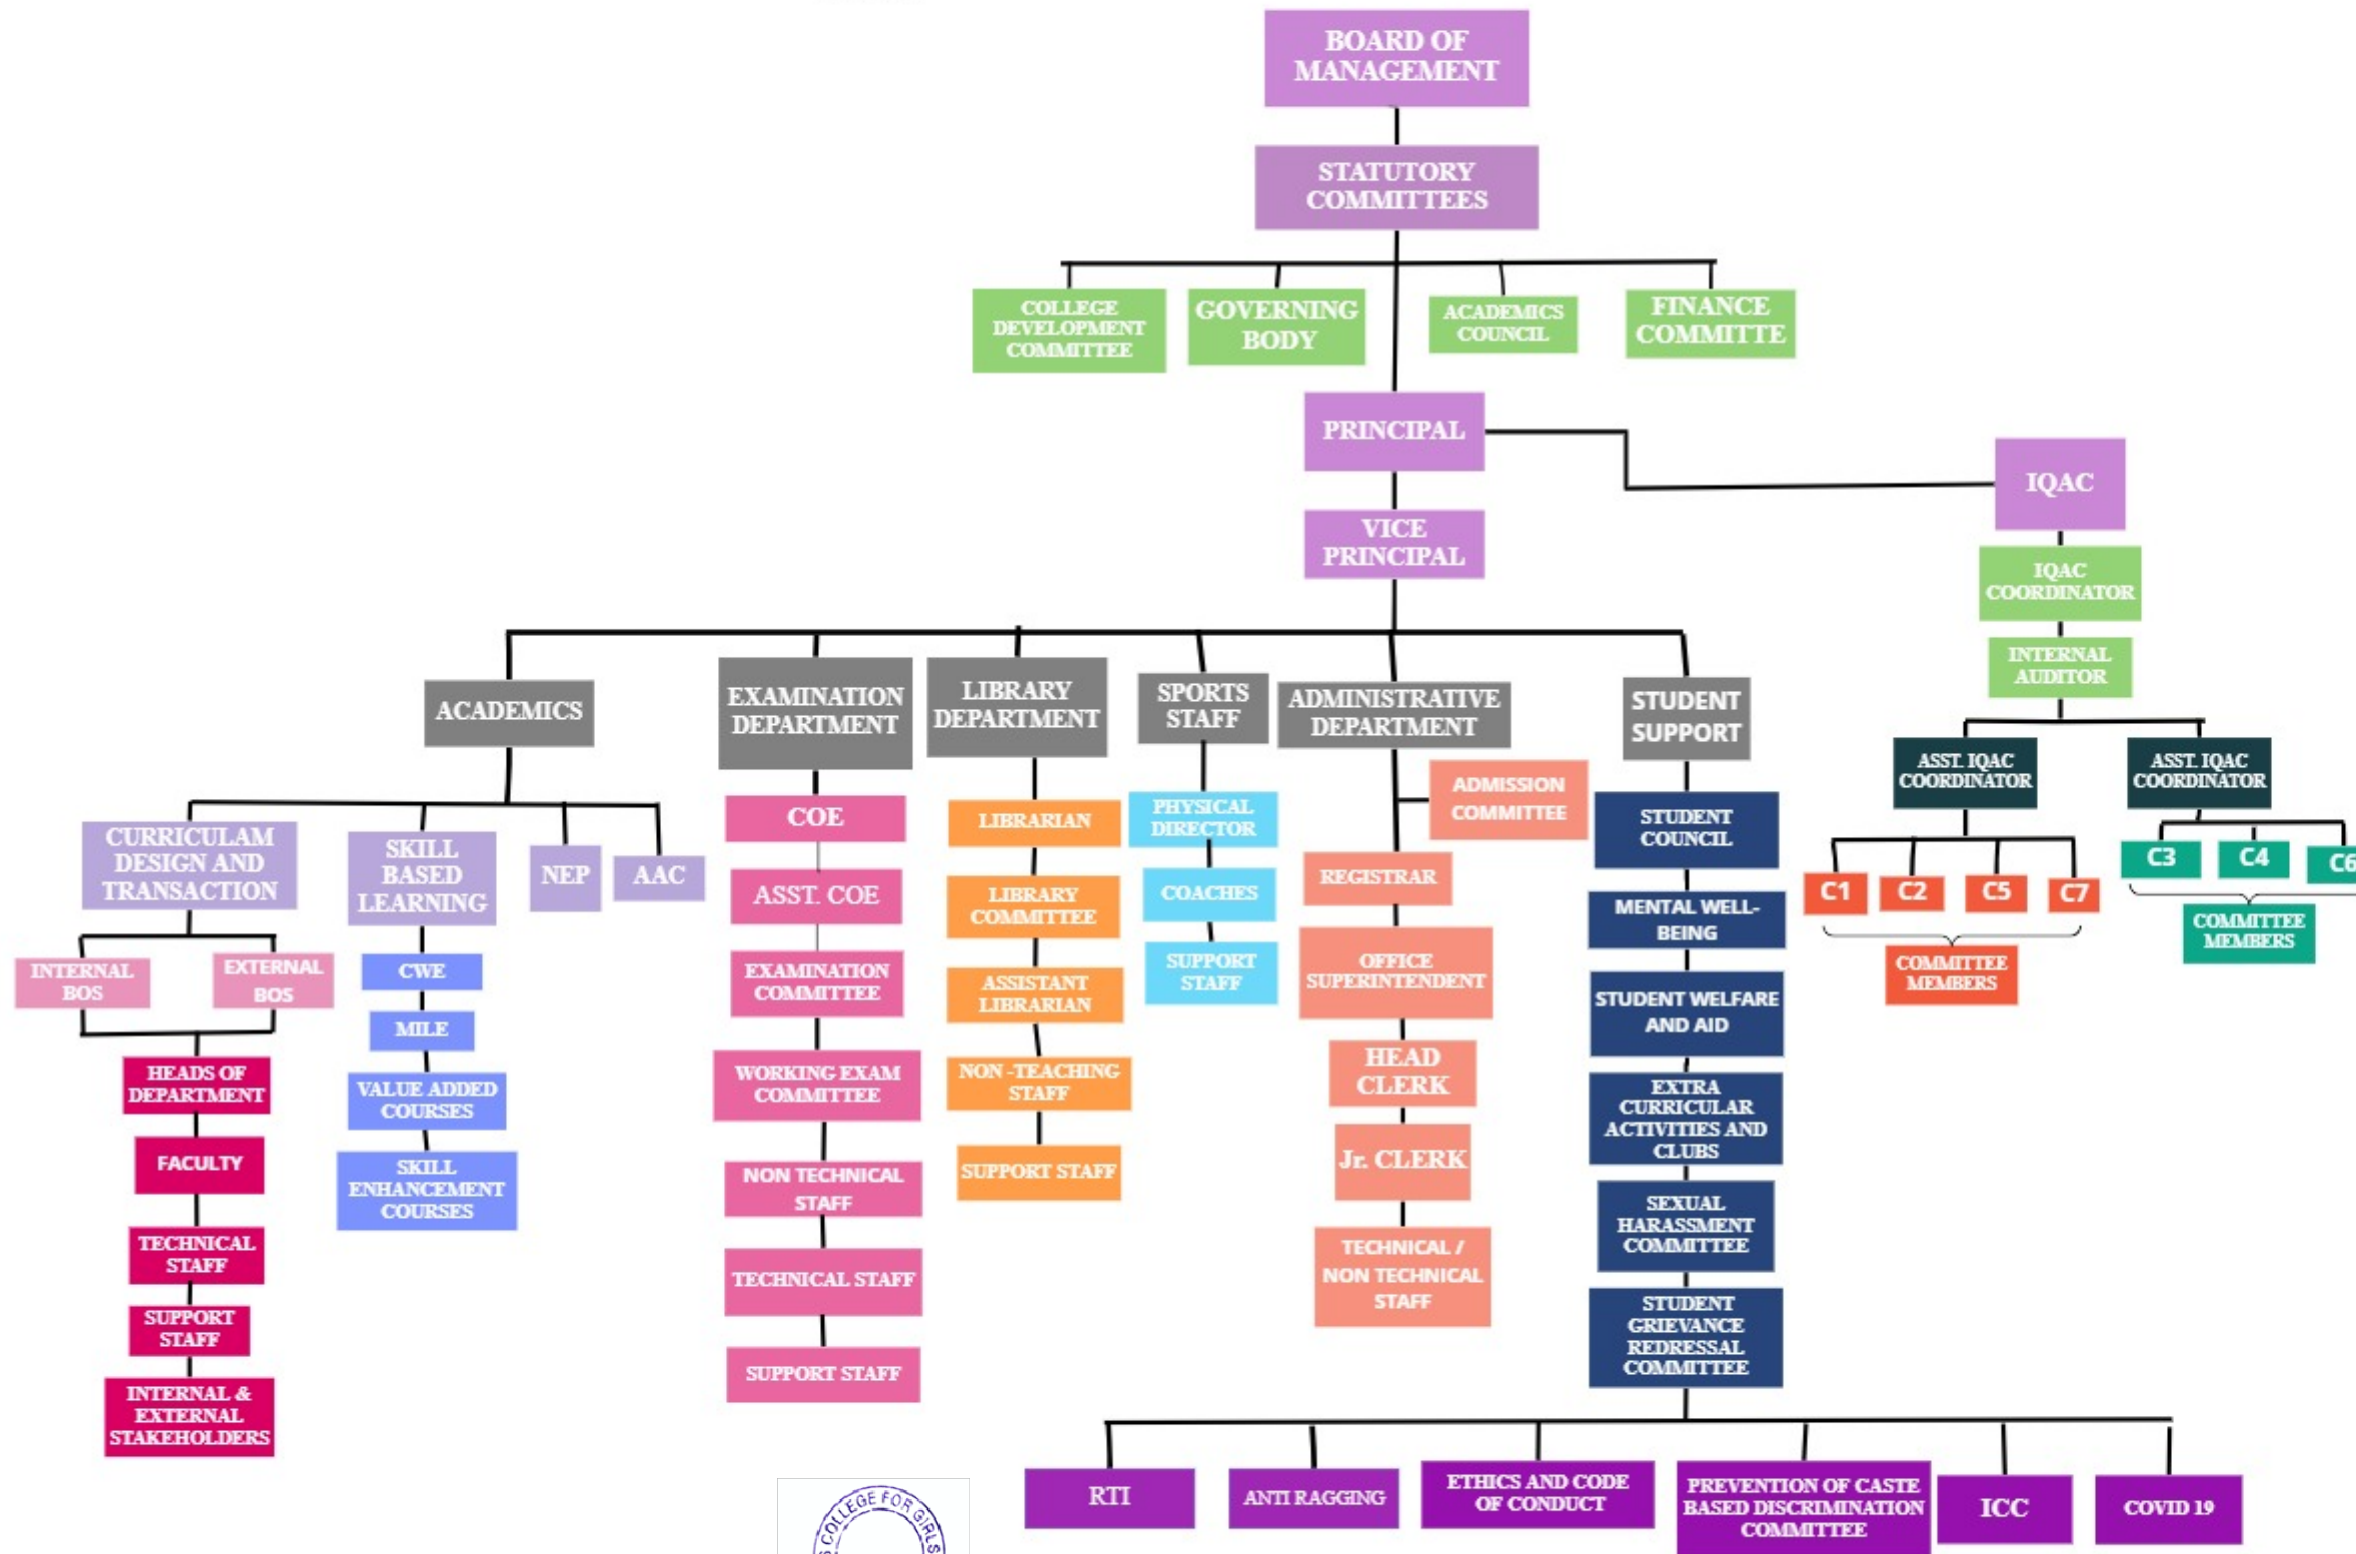 BOARD OF
MANAGEMENT
STATUTORY
COMMITTEES
COLLEGE
DEVELOPMENT
COMMITTEE
GOVERNING
BODY
ACADEMICS
COUNCIL
FINANCE
COMMITTE
PRINCIPAL
IQAC
VICE
PRINCIPAL
IQAC
COORDINATOR
INTERNAL
AUDITOR
ACADEMICS
EXAMINATION
DEPARTMENT
LIBRARY
DEPARTMENT
SPORTS
STAFF
ADMINISTRATIVE
DEPARTMENT
STUDENT
SUPPORT
ASST. IQAC
COORDINATOR
ASST. IQAC
COORDINATOR
CURRICULAM
DESIGN AND
TRANSACTION
SKILL
BASED
LEARNING
NEP
AAC
INTERNAL
BOS
EXTERNAL
BOS
HEADS OF
DEPARTMENT
FACULTY
TECHNICAL
STAFF
SUPPORT
STAFF
INTERNAL &
EXTERNAL
STAKEHOLDERS
CWE
MILE
VALUE ADDED
COURSES
SKILL
ENHANCEMENT
COURSES
COE
ASST. COE
EXAMINATION
COMMITTEE
WORKING EXAM
COMMITTEE
NON TECHNICAL
STAFF
TECHNICAL STAFF
SUPPORT STAFF
LIBRARIAN
LIBRARY
COMMITTEE
ASSISTANT
LIBRARIAN
NON -TEACHING
STAFF
SUPPORT STAFF
PHYSICAL
DIRECTOR
COACHES
SUPPORT
STAFF
ADMISSION
COMMITTEE
REGISTRAR
OFFICE
SUPERINTENDENT
HEAD
CLERK
Jr. CLERK
TECHNICAL /
NON TECHNICAL
STAFF
STUDENT
COUNCIL
MENTAL WELL-
BEING
STUDENT WELFARE
AND AID
EXTRA
CURRICULAR
ACTIVITIES AND
CLUBS
SEXUAL
HARASSMENT
COMMITTEE
STUDENT
GRIEVANCE
REDRESSAL
COMMITTEE
C1
C2
C5
C7
COMMITTEE
MEMBERS
C3
C4
C6
COMMITTEE
MEMBERS
RTI
ANTI RAGGING
ETHICS AND CODE
OF CONDUCT
PREVENTION OF CASTE
BASED DISCRIMINATION
COMMITTEE
ICC
COVID 19
COLLEGE FOR GIRLS